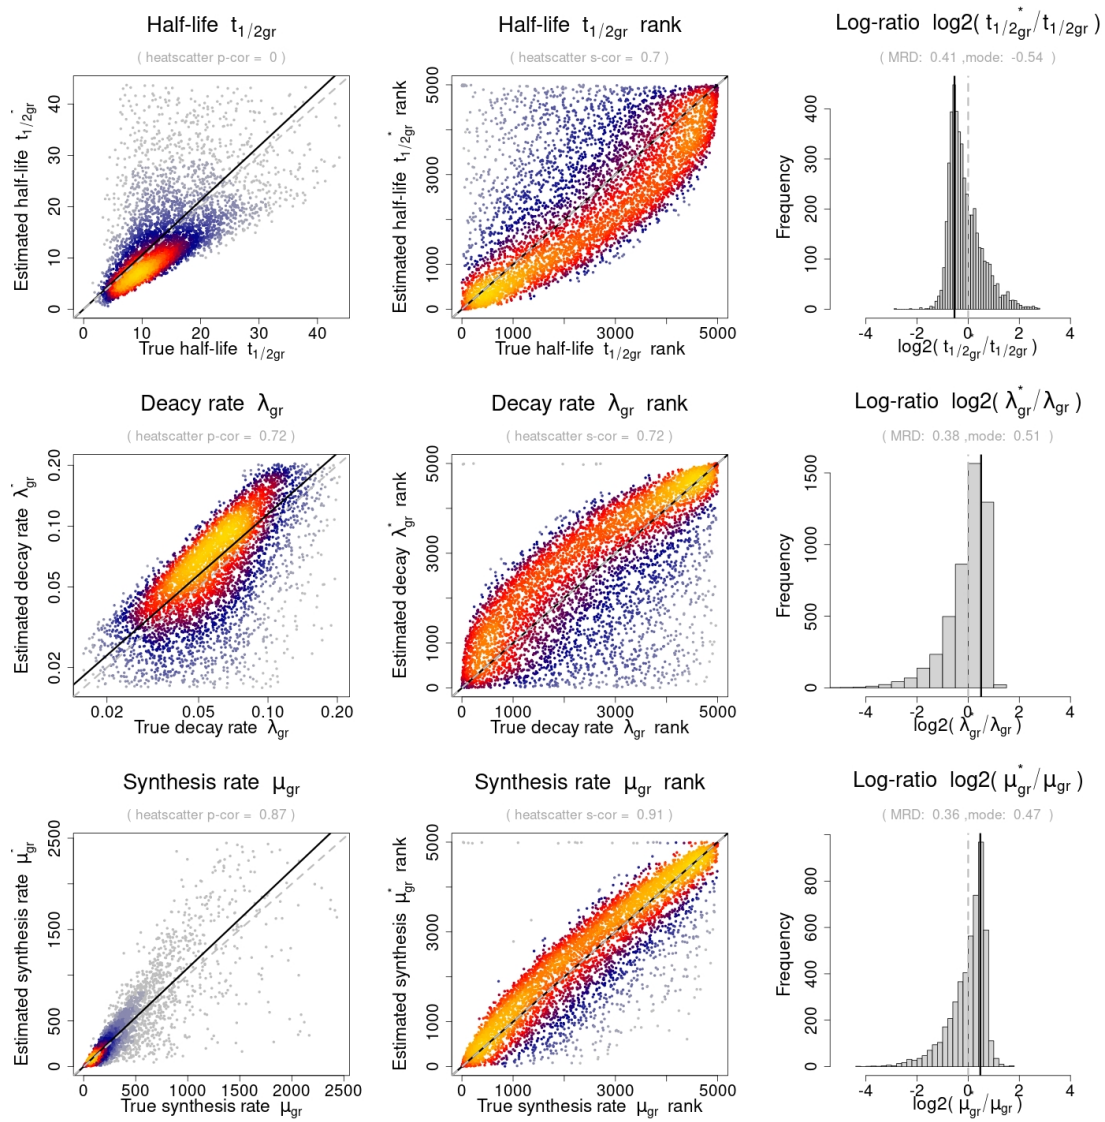 Half-life t1/2gr
( heatscatter p-cor = 0 )
Estimated half-life t*1/2gr
0 10 20 30 40
0 10 20 30 40
True half-life t1/2gr
Half-life t1/2gr rank
( heatscatter s-cor = 0.7 )
Estimated half-life t*1/2gr rank
0 1000 3000 5000
0 1000 3000 5000
True half-life t1/2gr rank
Log-ratio log2( t*1/2gr/t1/2gr )
( MRD: 0.41 ,mode: -0.54 )
Frequency
0 100 200 300 400
-4 -2 0 2 4
log2( t1/2gr/t1/2gr )
Deacy rate λgr
( heatscatter p-cor = 0.72 )
Estimated decay rate λ*gr
0.02 0.05 0.10 0.20
0.02 0.05 0.10 0.20
True decay rate λgr
Decay rate λgr rank
( heatscatter s-cor = 0.72 )
Estimated decay λ*gr rank
0 1000 3000 5000
0 1000 3000 5000
True decay rate λgr rank
Log-ratio log2( λ*gr/λgr )
( MRD: 0.38 ,mode: 0.51 )
Frequency
0 500 1000 1500
-4 -2 0 2 4
log2( λgr/λgr )
Synthesis rate μgr
( heatscatter p-cor = 0.87 )
Estimated synthesis rate μ*gr
0 500 1500 2500
0 500 1000 1500 2000 2500
True synthesis rate μgr
Synthesis rate μgr rank
( heatscatter s-cor = 0.91 )
Estimated synthesis μ*gr rank
0 1000 3000 5000
0 1000 3000 5000
True synthesis rate μgr rank
Log-ratio log2( μ*gr/μgr )
( MRD: 0.36 ,mode: 0.47 )
Frequency
0 200 400 600 800
-4 -2 0 2 4
log2( μgr/μgr )